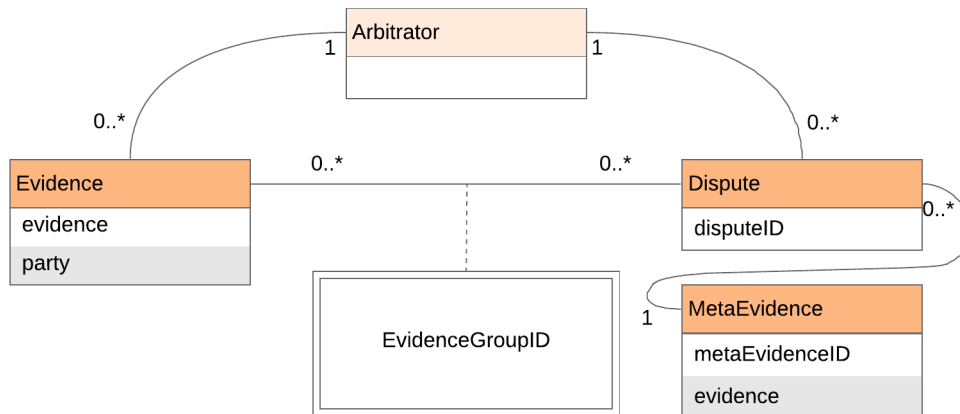 Arbitrator
1
1
0..*
0..*
Evidence
0..*
0..*
Dispute
evidence
disputeID
0..*
party
MetaEvidence
1
EvidenceGroupID
metaEvidenceID
evidence